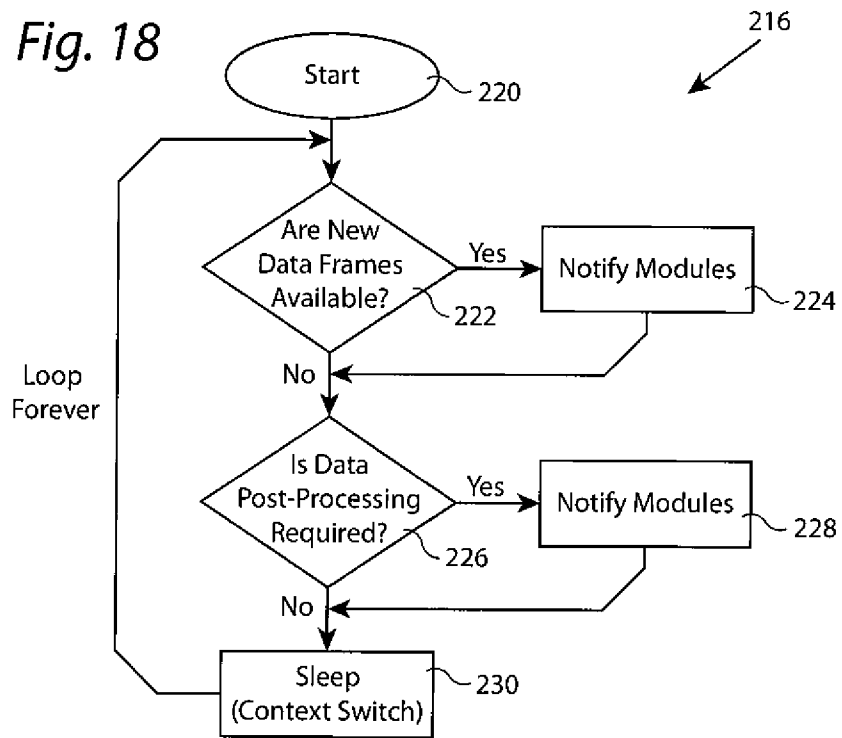 Fig. 18
216
Start
220
Are New
Data Frames
Available?
222
Yes
Notify Modules
224
No
Loop
Forever
Is Data
Post-Processing
Required?
226
Yes
Notify Modules
228
No
Sleep
(Context Switch)
230